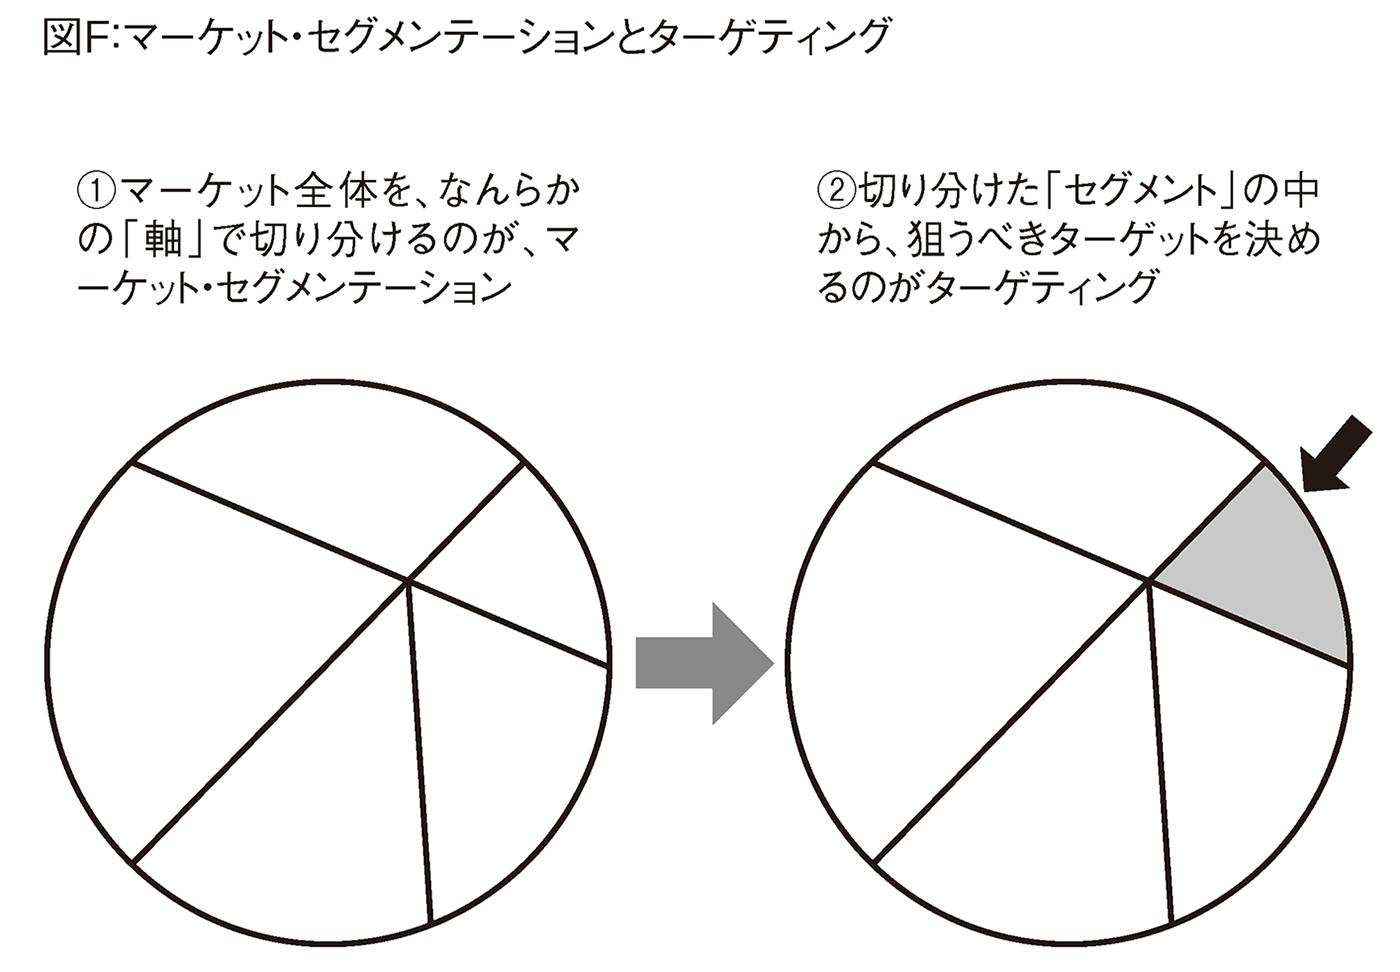 図F:マーケット・セグメンテーションとターゲティング
①マーケット全体を、なんらか
の「軸」で切り分けるのが、マ
ーケット・セグメンテーション
②切り分けた「セグメント」の中
から、狙うべきターゲットを決め
るのがターゲティング